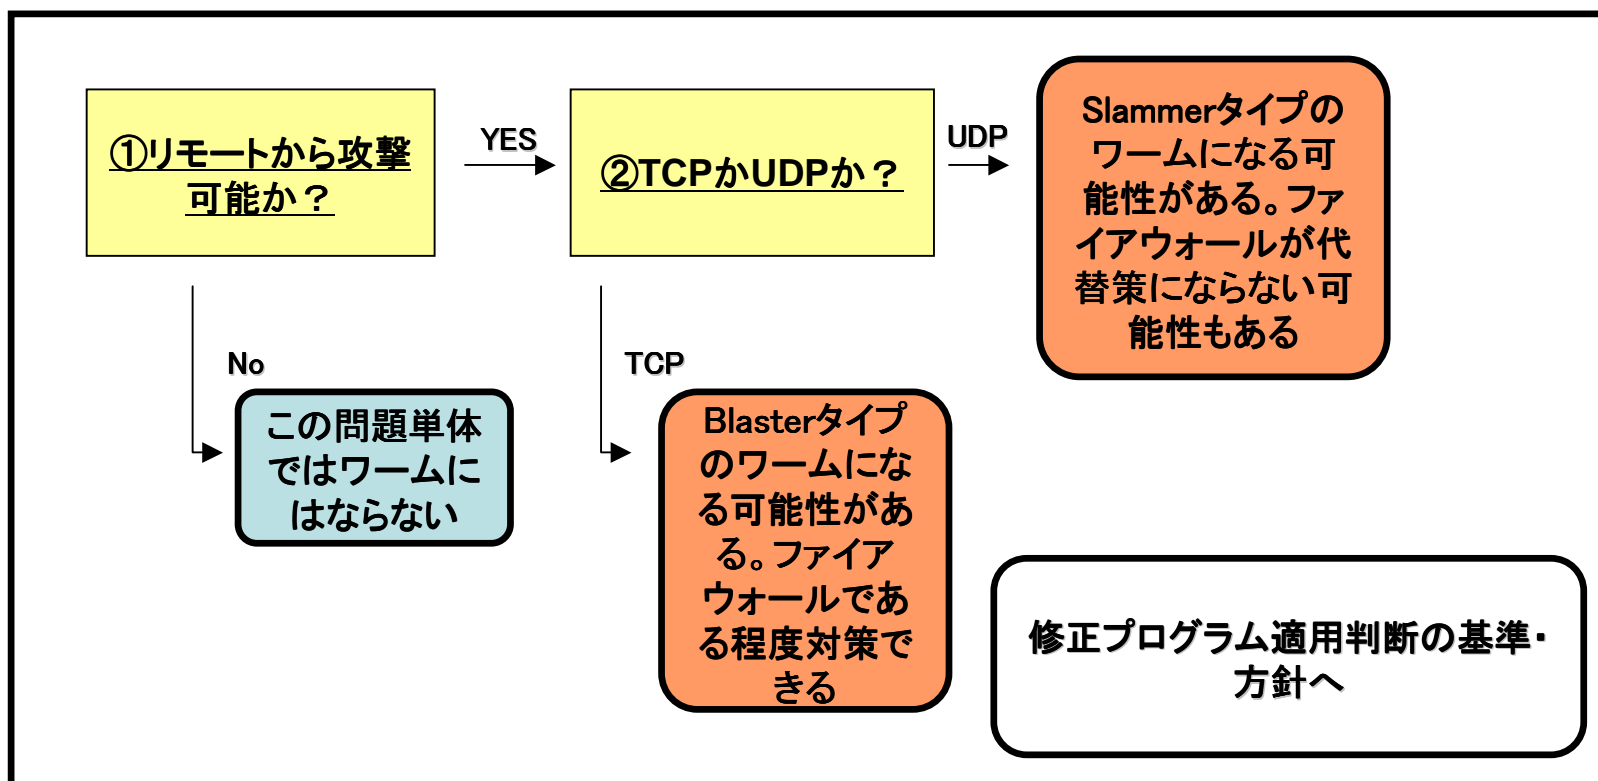 ①リモートから攻撃
可能か？
YES
②TCPかUDPか？
UDP
Slammerタイプの
ワームになる可
能性がある。ファ
イアウォールが代
替策にならない可
能性もある
No
この問題単体
ではワームに
はならない
TCP
Blasterタイプ
のワームにな
る可能性があ
る。ファイア
ウォールであ
る程度対策で
きる
修正プログラム適用判断の基準・
方針へ